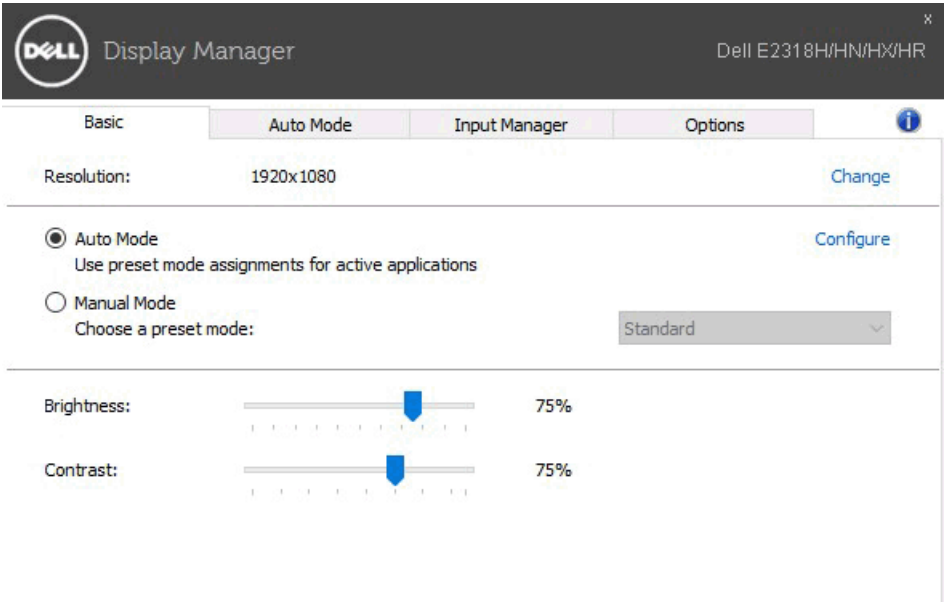 DELL Display Manager
x
Dell E2318H/HN/HX/HR
Basic Auto Mode Input Manager Options i
Resolution: 1920x1080 Change
Auto Mode Configure
Use preset mode assignments for active applications
Manual Mode
Choose a preset mode: Standard
Brightness: 75%
Contrast: 75%